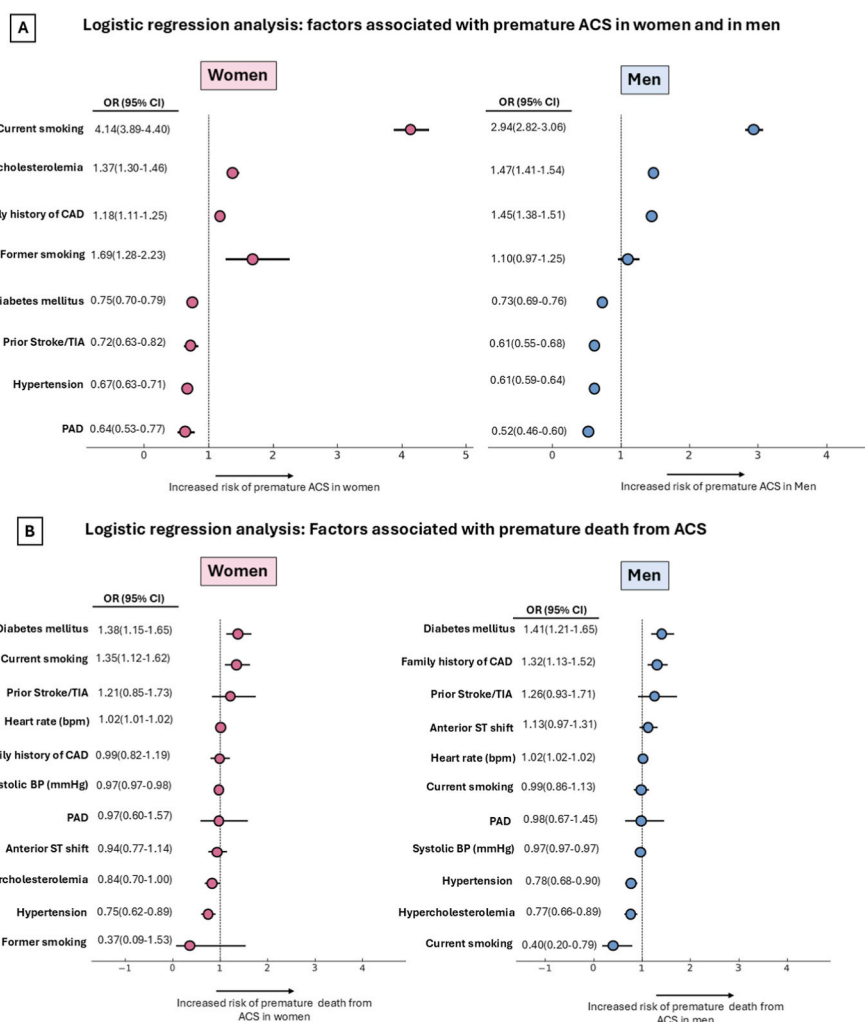 A
Logistic regression analysis: factors associated with premature ACS in women and in men
Women
OR (95% CI)
Current smoking 4.14(3.89-4.40)
cholesterolemia 1.37(1.30-1.46)
ly history of CAD 1.18(1.11-1.25)
Former smoking 1.69(1.28-2.23)
iabetes mellitus 0.75(0.70-0.79)
Prior Stroke/TIA 0.72(0.63-0.82)
Hypertension 0.67(0.63-0.71)
PAD 0.64(0.53-0.77)
0 1 2 3 4 5
Increased risk of premature ACS in women
Men
OR (95% CI)
2.94(2.82-3.06)
1.47(1.41-1.54)
1.45(1.38-1.51)
1.10(0.97-1.25)
0.73(0.69-0.76)
0.61(0.55-0.68)
0.61(0.59-0.64)
0.52(0.46-0.60)
0 1 2 3 4
Increased risk of premature ACS in Men
B
Logistic regression analysis: Factors associated with premature death from ACS
Women
OR (95% CI)
Diabetes mellitus 1.38(1.15-1.65)
Current smoking 1.35(1.12-1.62)
Prior Stroke/TIA 1.21(0.85-1.73)
Heart rate (bpm) 1.02(1.01-1.02)
ily history of CAD 0.99(0.82-1.19)
stolic BP (mmHg) 0.97(0.97-0.98)
PAD 0.97(0.60-1.57)
Anterior ST shift 0.94(0.77-1.14)
rcholesterolemia 0.84(0.70-1.00)
Hypertension 0.75(0.62-0.89)
Former smoking 0.37(0.09-1.53)
−1 0 1 2 3 4
Increased risk of premature death from
ACS in women
Men
OR (95% CI)
Diabetes mellitus 1.41(1.21-1.65)
Family history of CAD 1.32(1.13-1.52)
Prior Stroke/TIA 1.26(0.93-1.71)
Anterior ST shift 1.13(0.97-1.31)
Heart rate (bpm) 1.02(1.02-1.02)
Current smoking 0.99(0.86-1.13)
PAD 0.98(0.67-1.45)
Systolic BP (mmHg) 0.97(0.97-0.97)
Hypertension 0.78(0.68-0.90)
Hypercholesterolemia 0.77(0.66-0.89)
Current smoking 0.40(0.20-0.79)
−1 0 1 2 3 4
Increased risk of premature death from
ACS in men